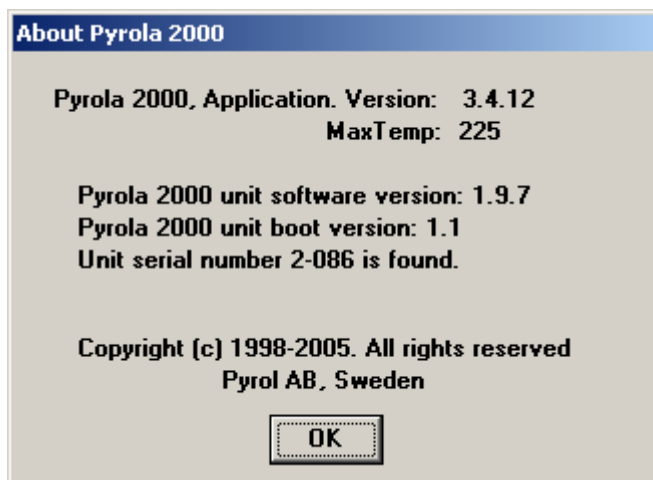 About Pyrola 2000
Pyrola 2000, Application. Version: 3.4.12
MaxTemp: 225
Pyrola 2000 unit software version: 1.9.7
Pyrola 2000 unit boot version: 1.1
Unit serial number 2-086 is found.
Copyright (c) 1998-2005. All rights reserved
Pyrol AB, Sweden
OK